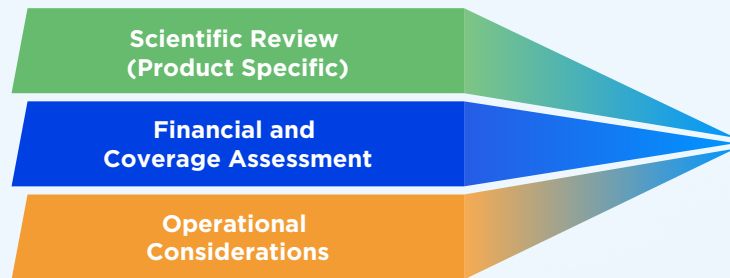 Scientific Review
(Product Specific)
Financial and
Coverage Assessment
Operational
Considerations